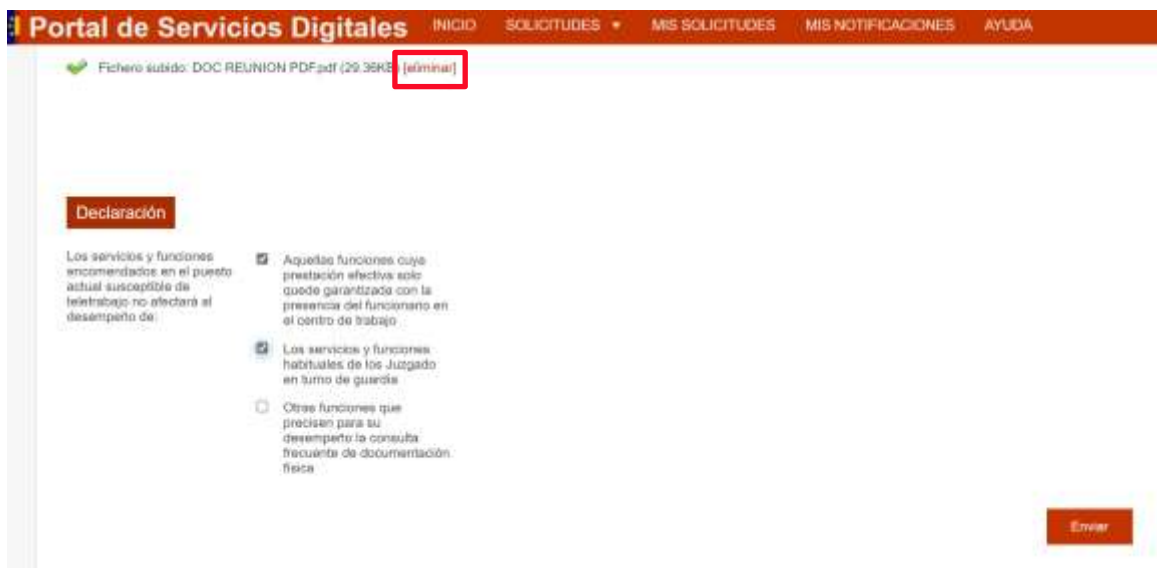 Portal de Servicios Digitales INICIO SOLICITUDES MIS SOLICITUDES MIS NOTIFICACIONES AYUDA
Fichero subido: DOC REUNION PDF.pdf (29.36KB) [eliminar]
Declaración
Los servicios y funciones
encomendados en el puesto
actual susceptible de
teletrabajo no afectará al
desempeño de:
Aquellas funciones cuya
prestación efectiva solo
quede garantizada con la
presencia del funcionario en
el centro de trabajo
Los servicios y funciones
habituales de los Juzgado
en turno de guardia
Otras funciones que
precisen para su
desempeño la consulta
frecuente de documentación
física
Enviar